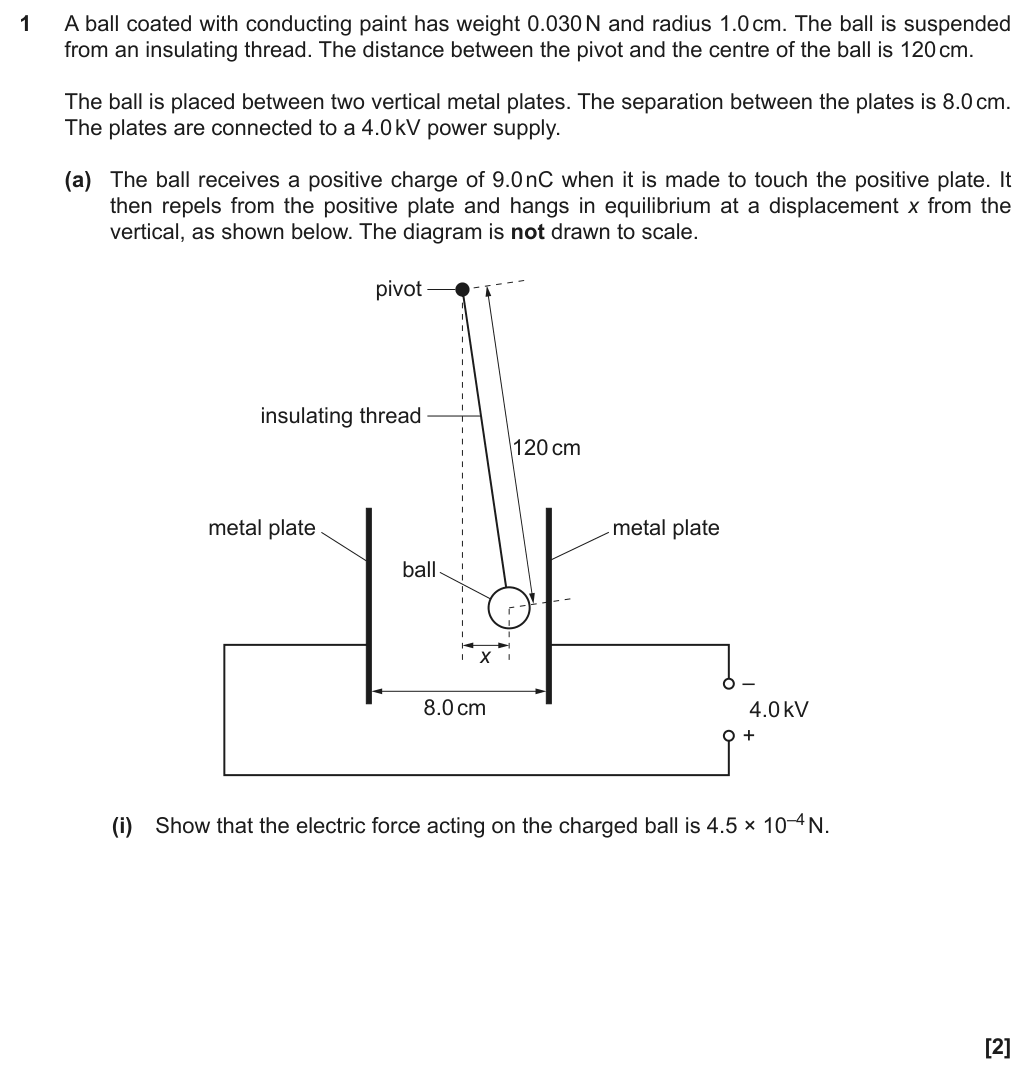 1 A ball coated with conducting paint has weight 0.030 N and radius 1.0 cm. The ball is suspended
from an insulating thread. The distance between the pivot and the centre of the ball is 120 cm.
The ball is placed between two vertical metal plates. The separation between the plates is 8.0 cm.
The plates are connected to a 4.0 kV power supply.
(a) The ball receives a positive charge of 9.0 nC when it is made to touch the positive plate. It
then repels from the positive plate and hangs in equilibrium at a displacement x from the
vertical, as shown below. The diagram is not drawn to scale.
pivot
insulating thread
120 cm
metal plate
metal plate
ball
x
8.0 cm
–
4.0 kV
+
(i) Show that the electric force acting on the charged ball is 4.5 × 10⁻⁴ N.
[2]